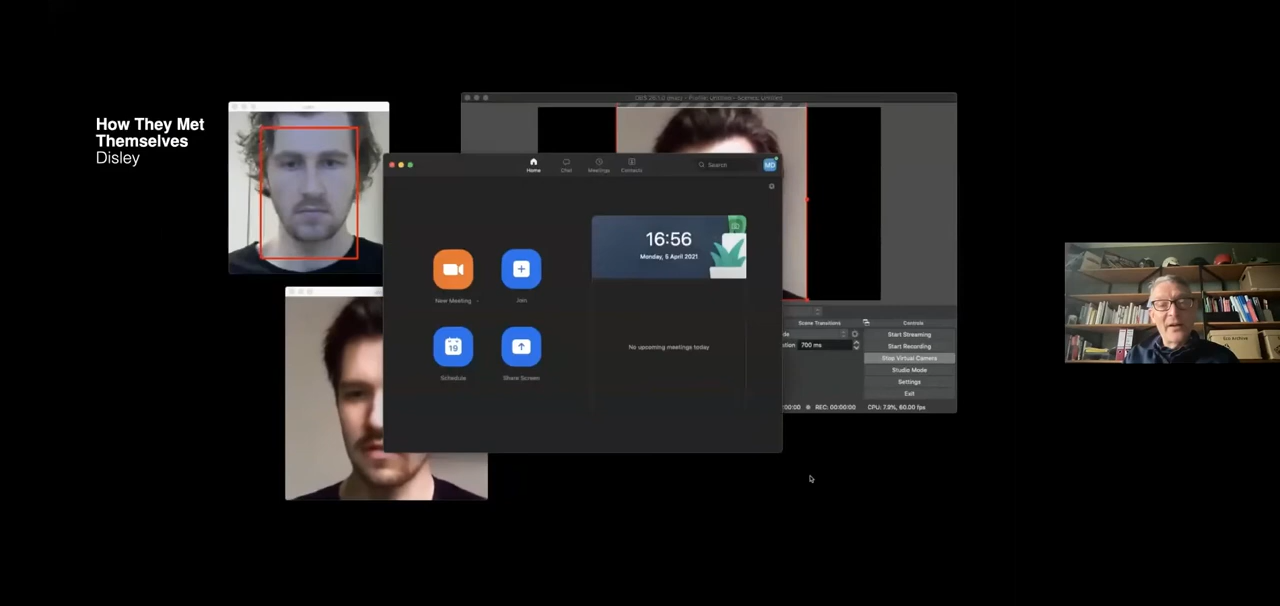 How They Met
Themselves
Disley
Home
Chat
Meetings
Contacts
Search
MD
16:56
Monday, 5 April 2021
New Meeting
Join
19
Schedule
Share Screen
No upcoming meetings today
Scene Transitions
700 ms
Controls
Start Streaming
Start Recording
Stop Virtual Camera
Studio Mode
Settings
Exit
REC: 00:00:00
CPU: 7.9%, 60.00 fps